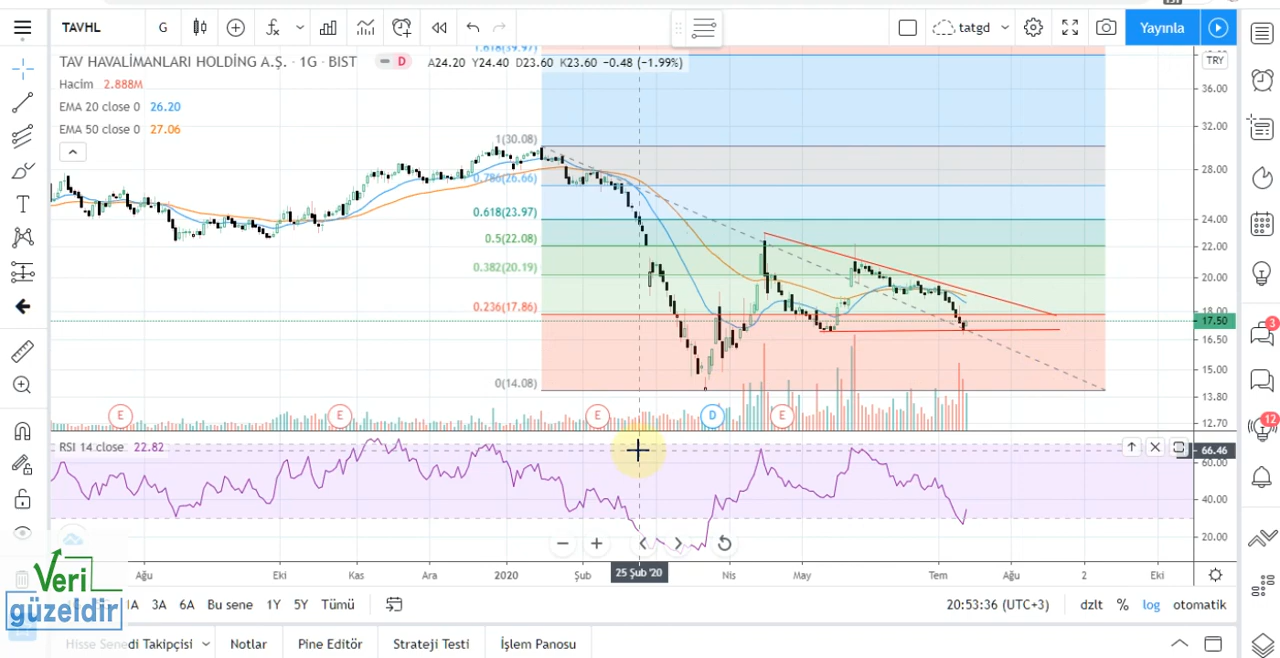 TAVHL G tatgd Yayınla
1.618(39.97)
TAV HAVALİMANLARI HOLDİNG A.Ş. · 1G · BIST D A24.20 Y24.40 D23.60 K23.60 −0.48 (−1.99%) TRY
Hacim 2.888M
36.00
EMA 20 close 0 26.20
EMA 50 close 0 27.06
32.00
1(30.08)
28.00
0.786(26.66)
0.618(23.97)
24.00
0.5(22.08)
22.00
0.382(20.19)
20.00
0.236(17.86)
18.00
17.50
3
16.50
15.00
0(14.08)
13.80
E E E D E
12.70
12
RSI 14 close 22.82
66.46
60.00
40.00
20.00
Ağu Eki Kas Ara 2020 Şub 25 Şub '20 Nis May Tem Ağu 2 Eki
Veri
güzeldir
1A 3A 6A Bu sene 1Y 5Y Tümü 20:53:36 (UTC+3) dzlt % log otomatik
Hisse Senedi Takipçisi Notlar Pine Editör Strateji Testi İşlem Panosu